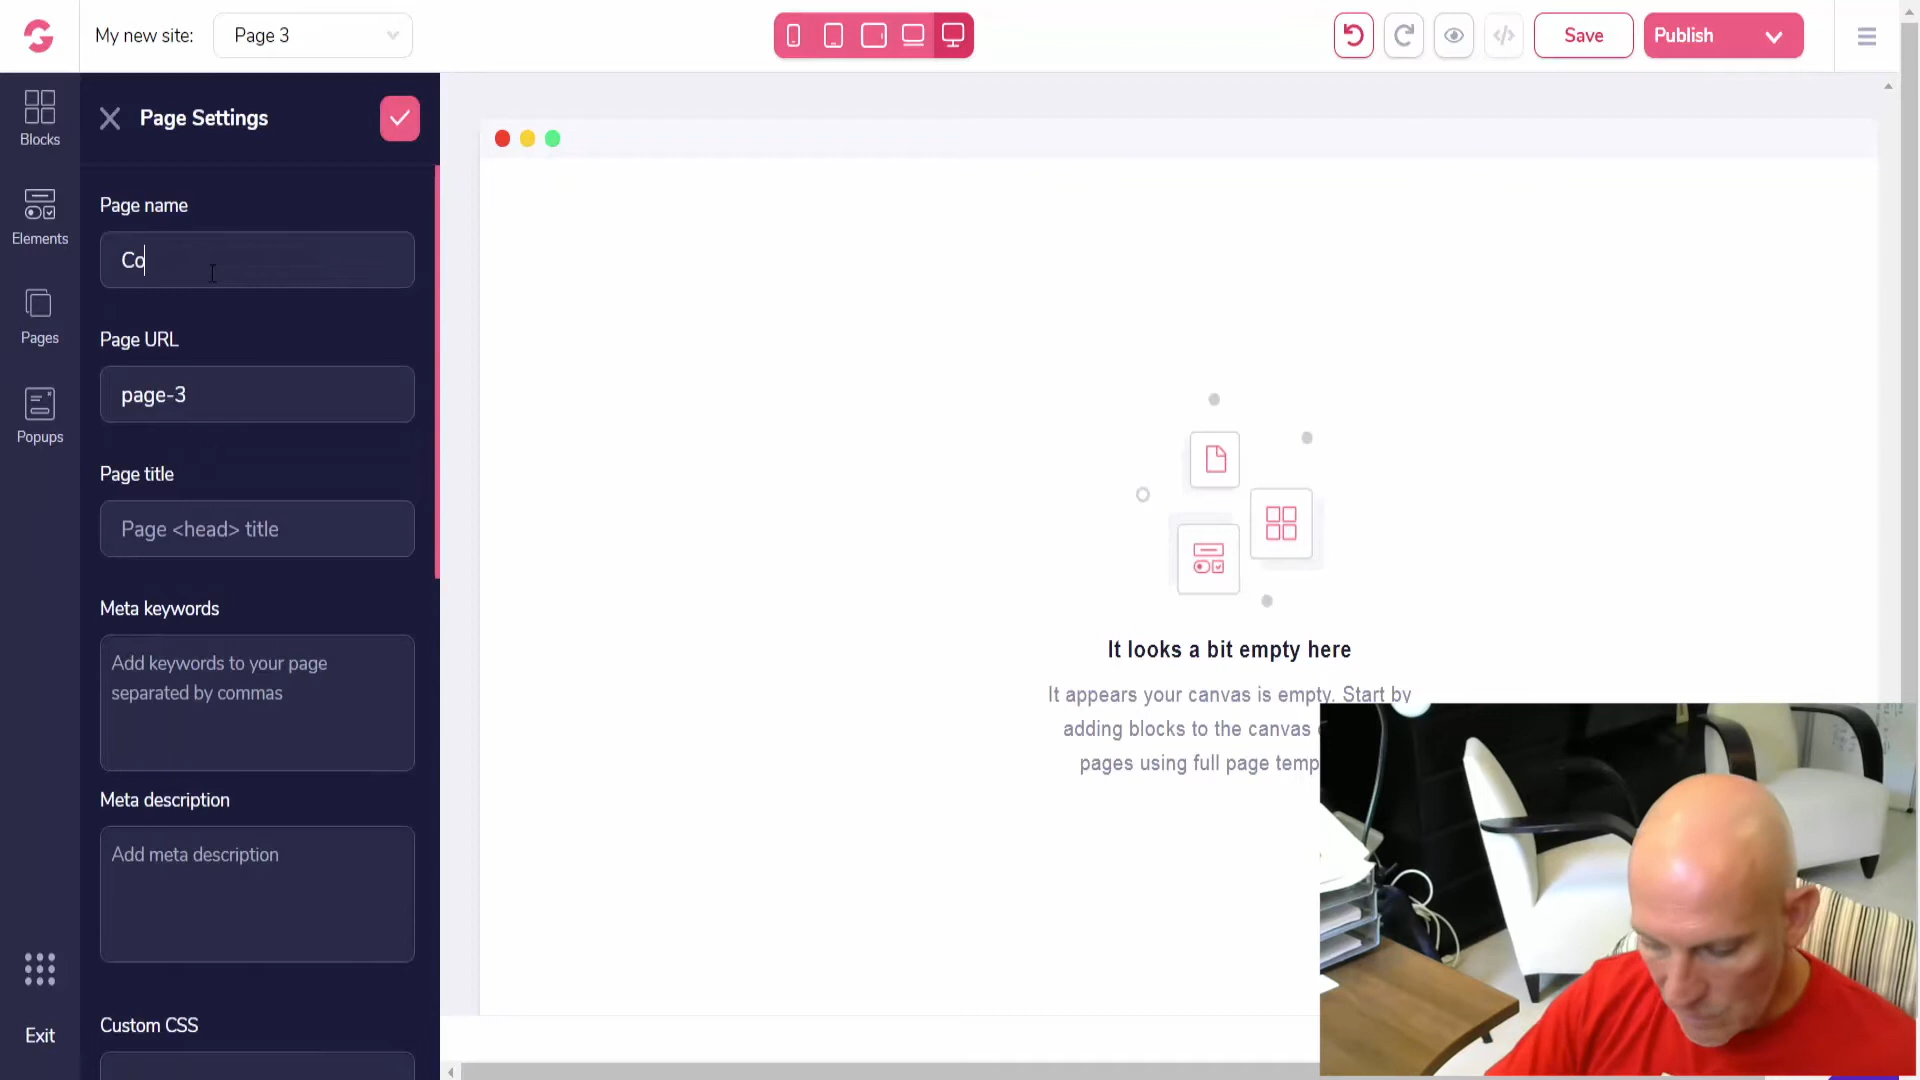 My new site:
Page 3
Save
Publish
Blocks
Elements
Pages
Popups
Exit
Page Settings
Page name
Co
Page URL
page-3
Page title
Page <head> title
Meta keywords
Add keywords to your page
separated by commas
Meta description
Add meta description
Custom CSS
It looks a bit empty here
It appears your canvas is empty. Start by
adding blocks to the canvas
pages using full page temp